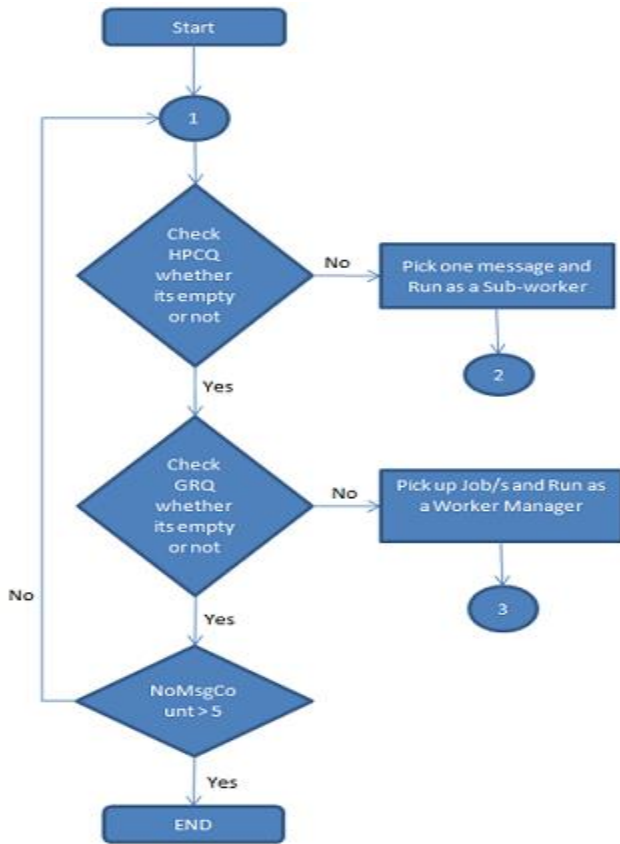 Start
1
Check
HPCQ
whether
its empty
or not
No
Pick one message and
Run as a Sub-worker
2
Yes
Check
GRQ
whether
its empty
or not
No
Pick up Job/s and Run as
a Worker Manager
3
No
Yes
NoMsgCo
unt > 5
Yes
END